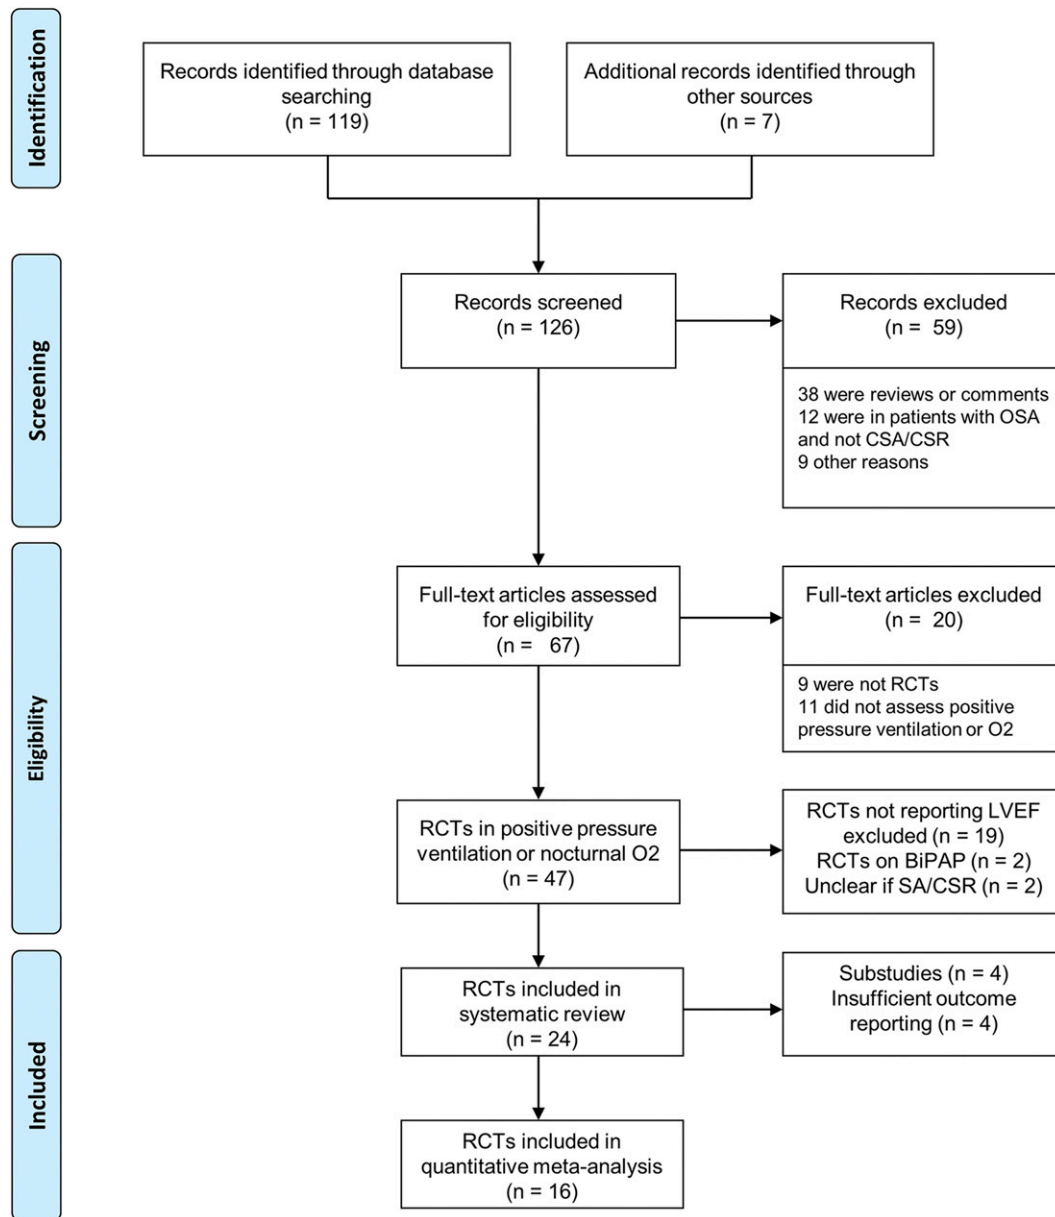 Identification
Records identified through database
searching
(n = 119)
Additional records identified through
other sources
(n = 7)
Screening
Records screened
(n = 126)
Records excluded
(n = 59)
38 were reviews or comments
12 were in patients with OSA
and not CSA/CSR
9 other reasons
Eligibility
Full-text articles assessed
for eligibility
(n = 67)
Full-text articles excluded
(n = 20)
9 were not RCTs
11 did not assess positive
pressure ventilation or O2
RCTs in positive pressure
ventilation or nocturnal O2
(n = 47)
RCTs not reporting LVEF
excluded (n = 19)
RCTs on BiPAP (n = 2)
Unclear if SA/CSR (n = 2)
Included
RCTs included in
systematic review
(n = 24)
Substudies (n = 4)
Insufficient outcome
reporting (n = 4)
RCTs included in
quantitative meta-analysis
(n = 16)